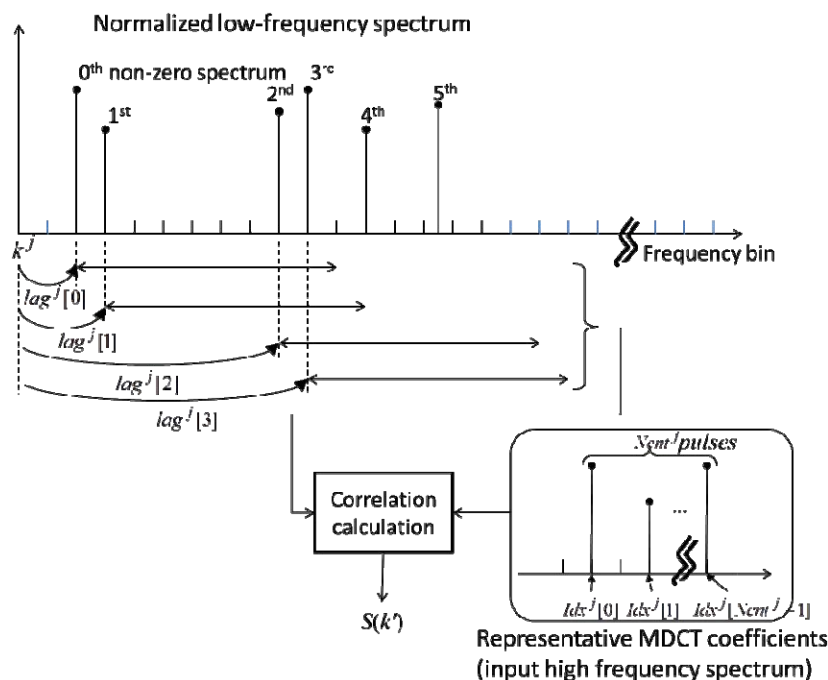 Normalized low-frequency spectrum
0th non-zero spectrum
3rc
2nd
1st
4th
5th
k^j
Frequency bin
lag^j[0]
lag^j[1]
lag^j[2]
lag^j[3]
Ncnt^j pulses
...
Correlation
calculation
Idx^j[0] Idx^j[1] Idx^j[Ncnt^j-1]
S(k')
Representative MDCT coefficients
(input high frequency spectrum)